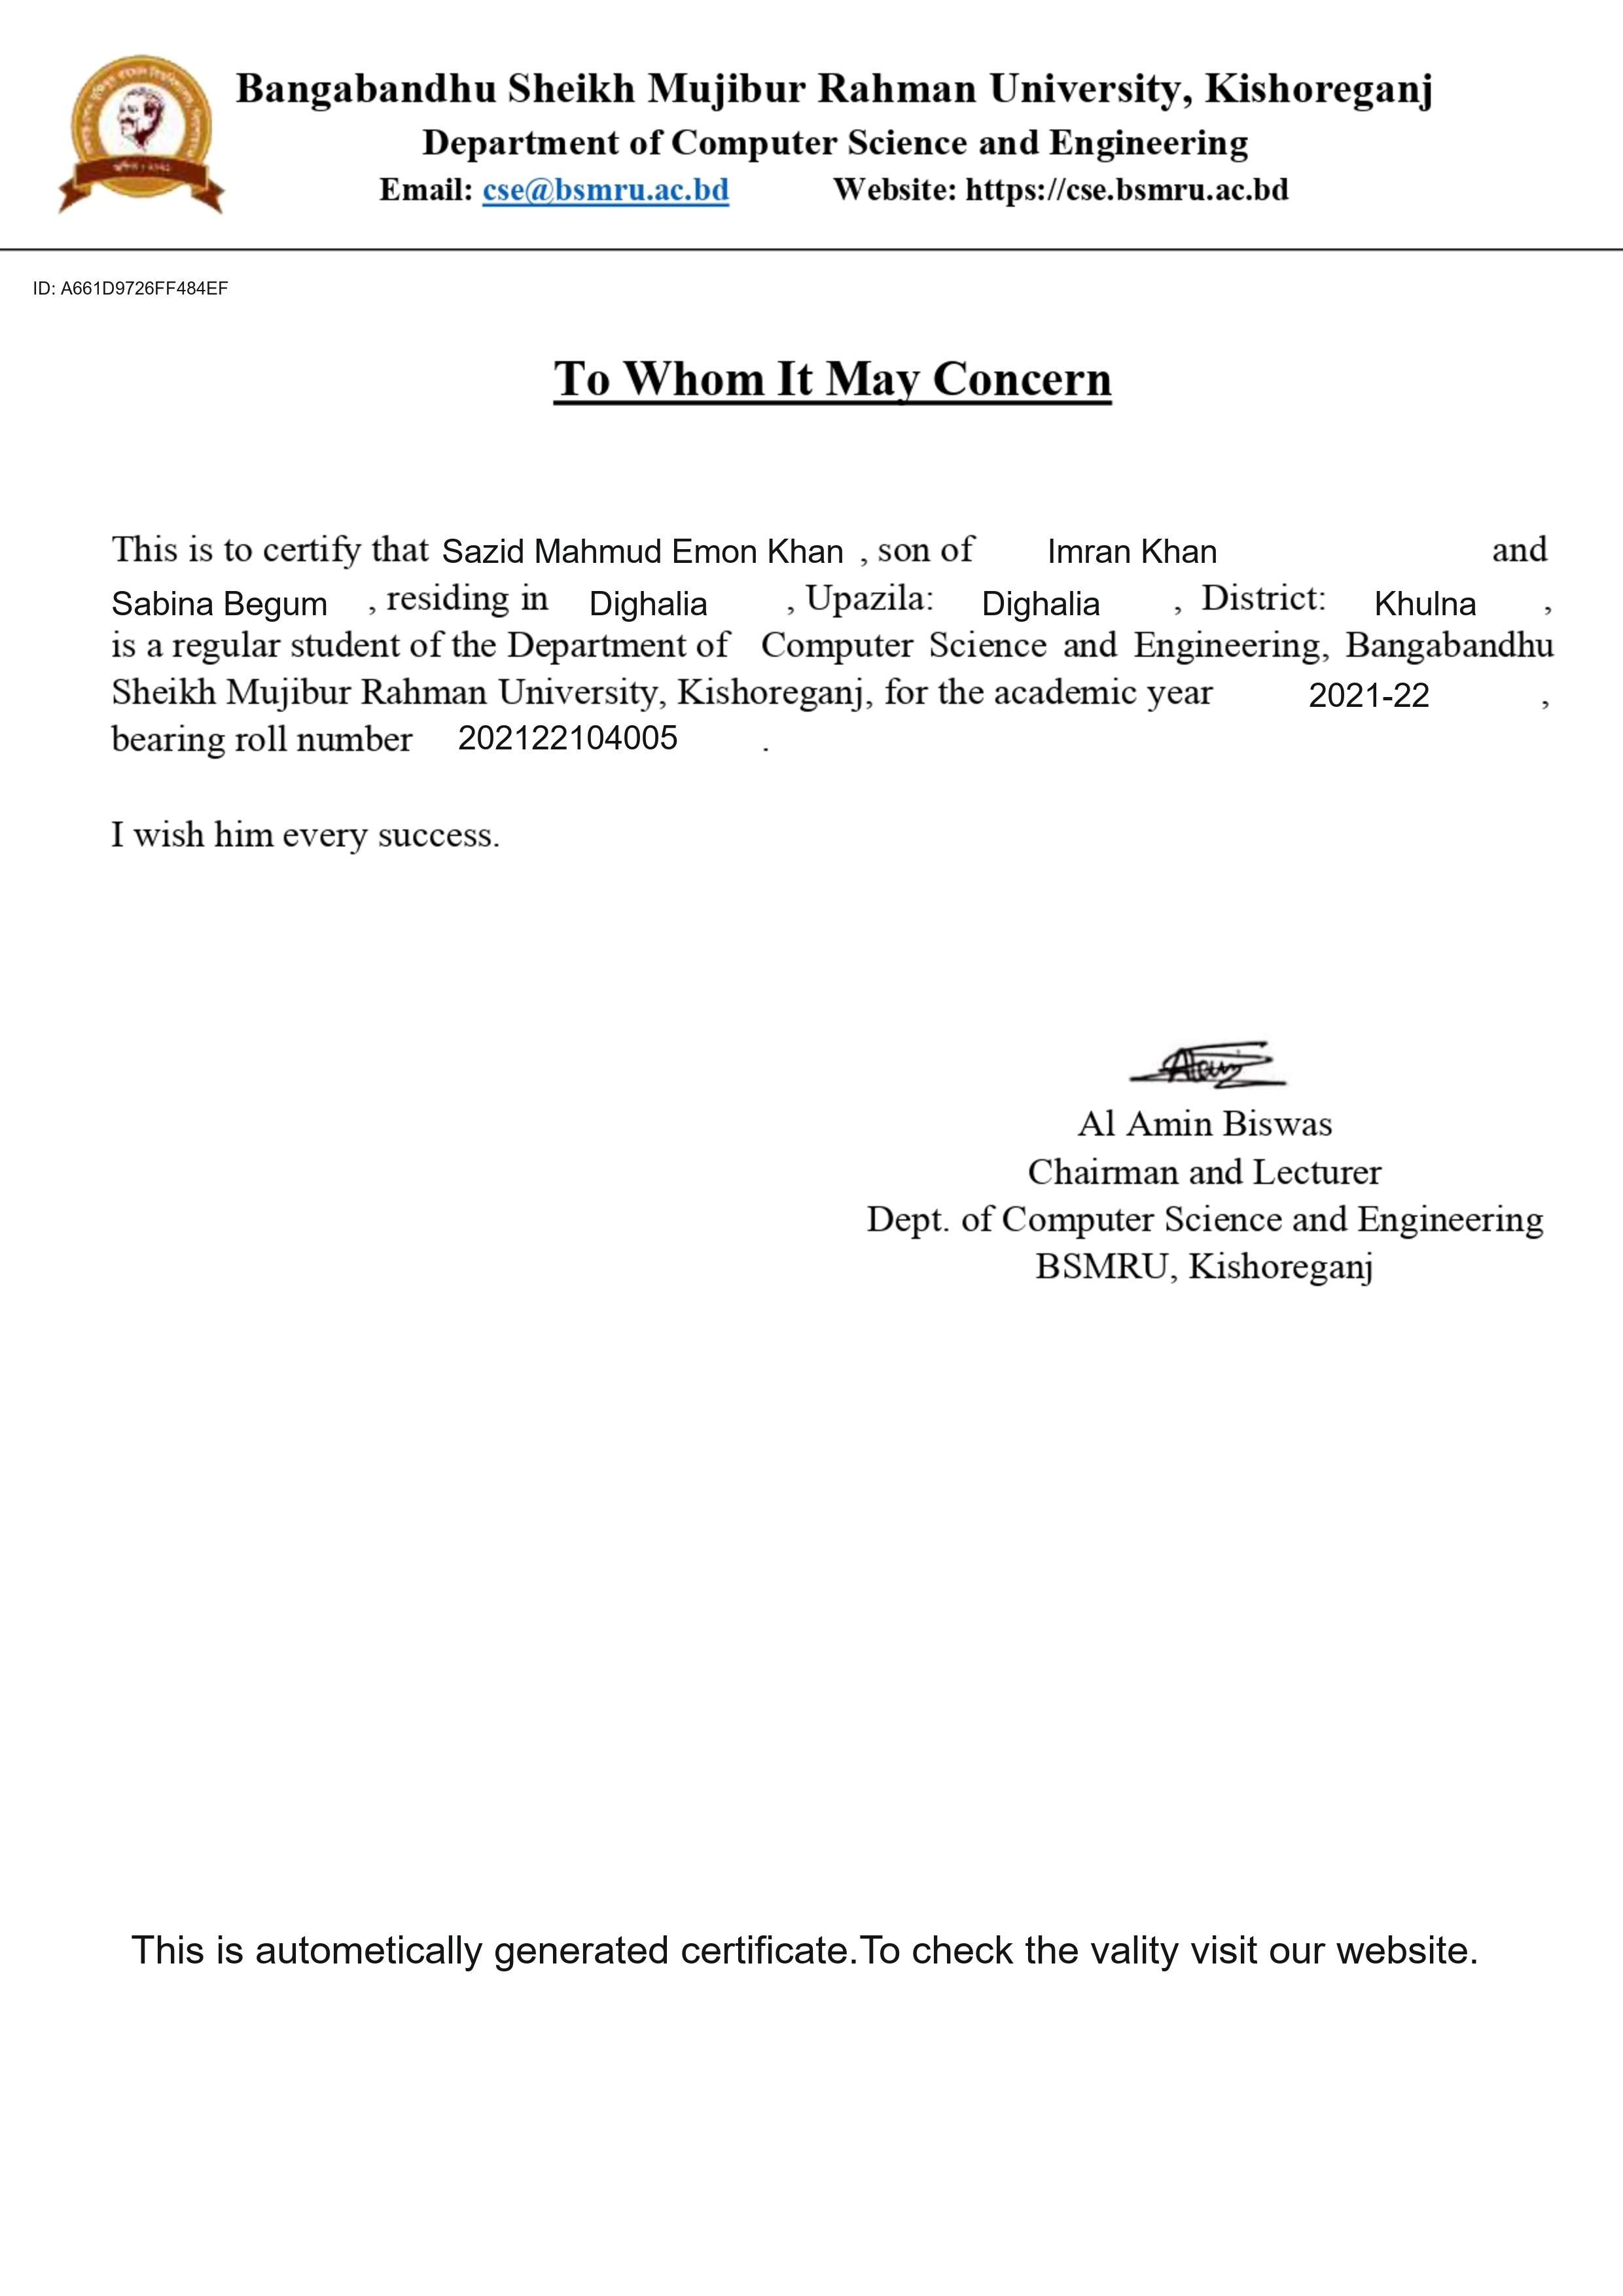 Bangabandhu Sheikh Mujibur Rahman University, Kishoreganj
Department of Computer Science and Engineering
Email: cse@bsmru.ac.bd Website: https://cse.bsmru.ac.bd
ID: A661D9726FF484EF
To Whom It May Concern
This is to certify that Sazid Mahmud Emon Khan , son of Imran Khan and
Sabina Begum , residing in Dighalia , Upazila: Dighalia , District: Khulna ,
is a regular student of the Department of Computer Science and Engineering, Bangabandhu
Sheikh Mujibur Rahman University, Kishoreganj, for the academic year 2021-22 ,
bearing roll number 202122104005 .
I wish him every success.
Al Amin Biswas
Chairman and Lecturer
Dept. of Computer Science and Engineering
BSMRU, Kishoreganj
This is autometically generated certificate.To check the vality visit our website.